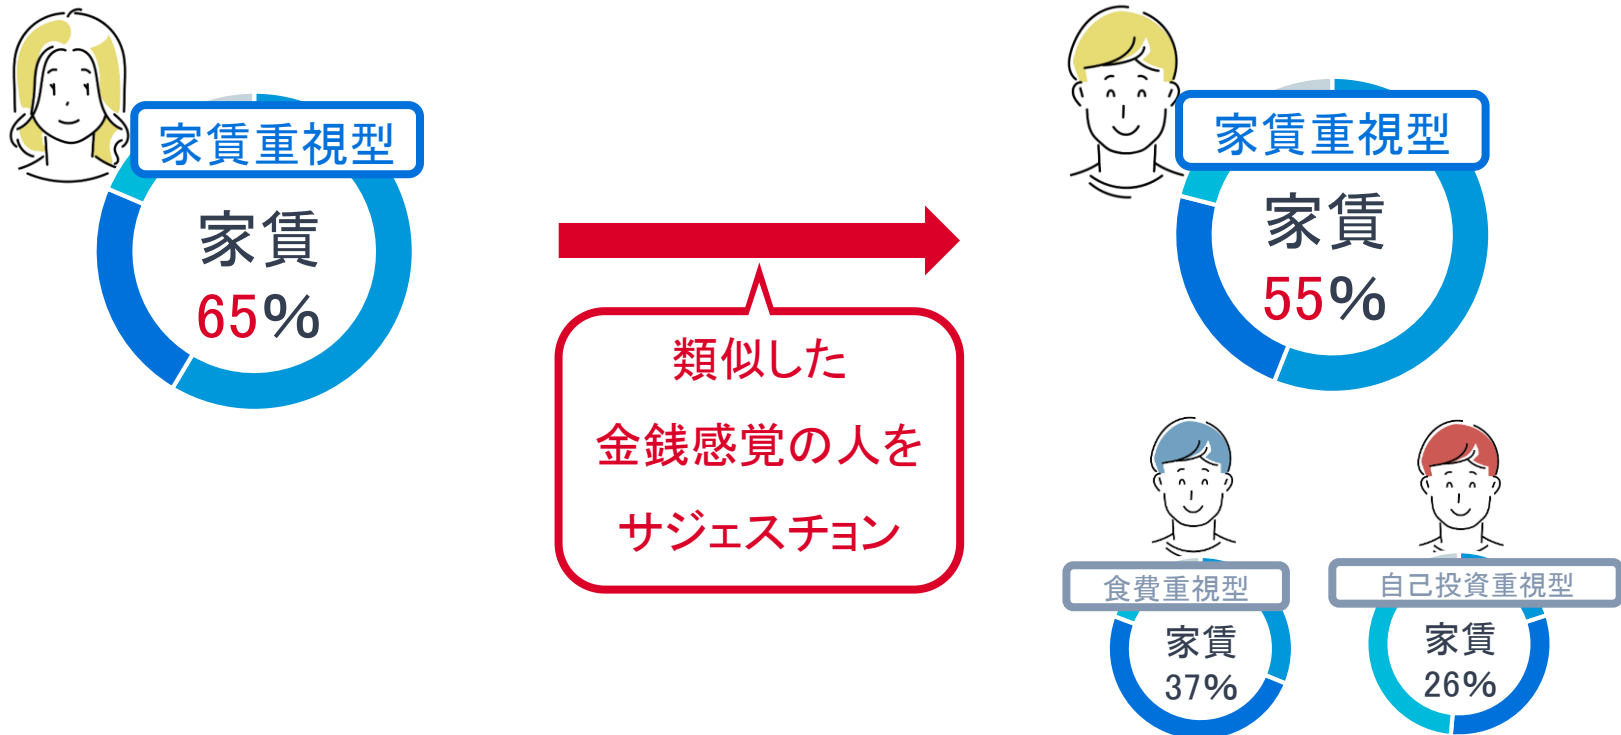 家賃重視型
家賃
65%
類似した
金銭感覚の人を
サジェスチョン
家賃重視型
家賃
55%
食費重視型
家賃
37%
自己投資重視型
家賃
26%